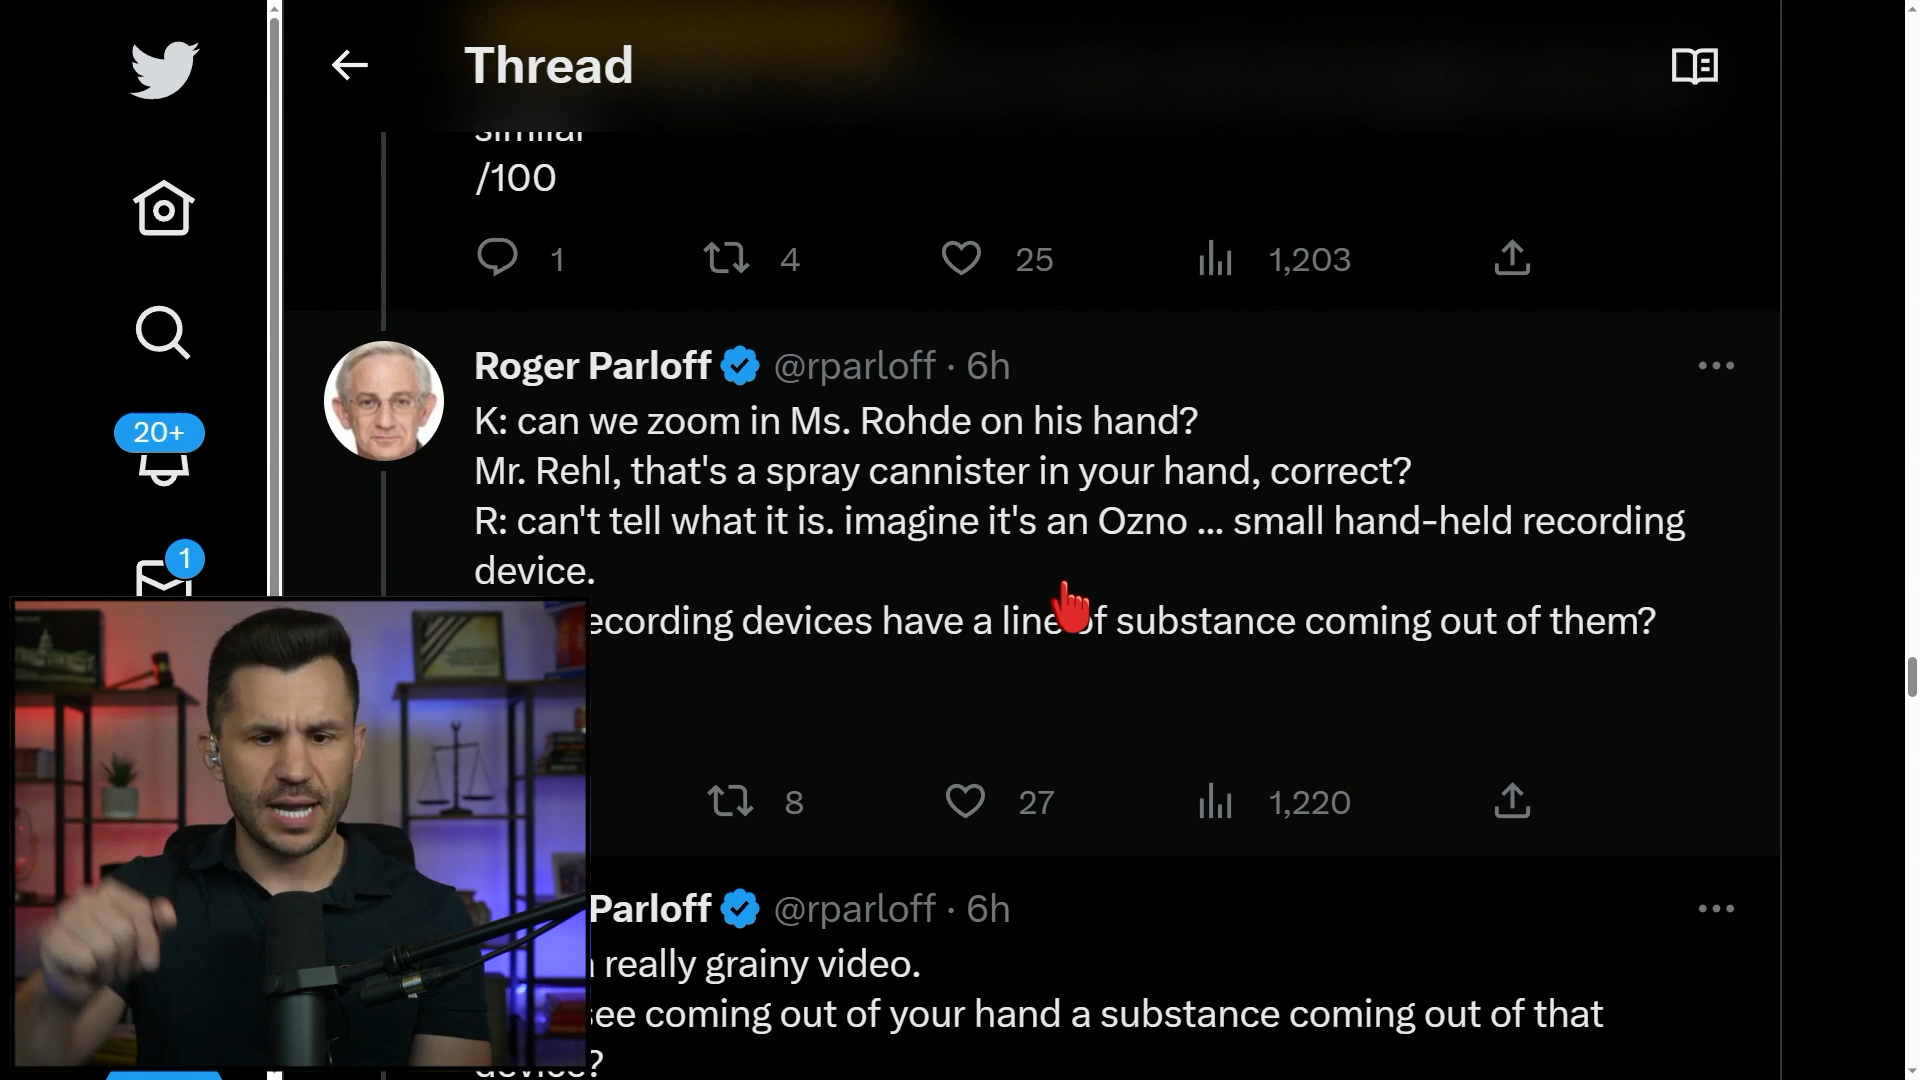 Thread
similar
/100
1 4 25 1,203
20+
1
Roger Parloff @rparloff · 6h
K: can we zoom in Ms. Rohde on his hand?
Mr. Rehl, that's a spray cannister in your hand, correct?
R: can't tell what it is. imagine it's an Ozno ... small hand-held recording
device.
ecording devices have a line of substance coming out of them?
8 27 1,220
Parloff @rparloff · 6h
really grainy video.
see coming out of your hand a substance coming out of that
device?